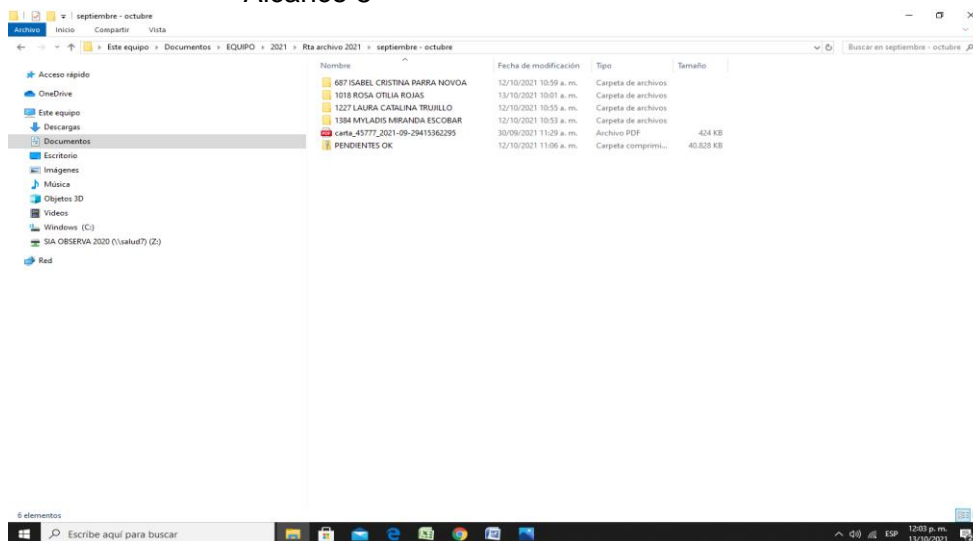 septiembre - octubre
Archivo Inicio Compartir Vista
Este equipo > Documentos > EQUIPO > 2021 > Rta archivo 2021 > septiembre - octubre
Buscar en septiembre - octubre
Nombre Fecha de modificación Tipo Tamaño
Acceso rápido
OneDrive
Este equipo
Descargas
Documentos
Escritorio
Imágenes
Música
Objetos 3D
Videos
Windows (C:)
SIA OBSERVA 2020 (\\salud7) (Z:)
Red
687 ISABEL CRISTINA PARRA NOVOA 12/10/2021 10:59 a. m. Carpeta de archivos
1018 ROSA OTILIA ROJAS 13/10/2021 10:01 a. m. Carpeta de archivos
1227 LAURA CATALINA TRUJILLO 12/10/2021 10:55 a. m. Carpeta de archivos
1384 MYLADIS MIRANDA ESCOBAR 12/10/2021 10:53 a. m. Carpeta de archivos
carta_45777_2021-09-29415362295 30/09/2021 11:29 a. m. Archivo PDF 424 KB
PENDIENTES OK 12/10/2021 11:06 a. m. Carpeta comprimi... 40.828 KB
6 elementos
Escribe aquí para buscar
ESP
12:03 p. m.
13/10/2021